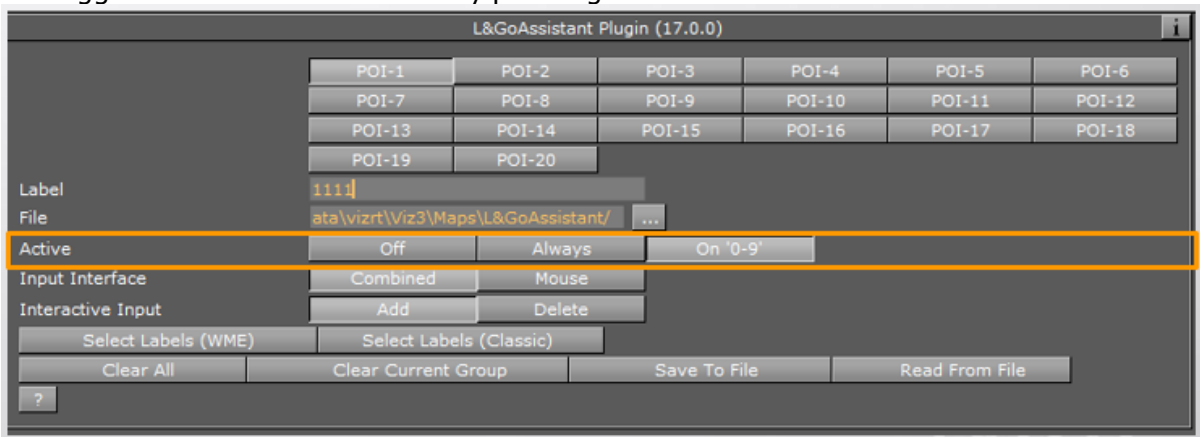 L&GoAssistant Plugin (17.0.0) i
POI-1 POI-2 POI-3 POI-4 POI-5 POI-6
POI-7 POI-8 POI-9 POI-10 POI-11 POI-12
POI-13 POI-14 POI-15 POI-16 POI-17 POI-18
POI-19 POI-20
Label 1111
File ata\vizrt\Viz3\Maps\L&GoAssistant/ ...
Active Off Always On '0-9'
Input Interface Combined Mouse
Interactive Input Add Delete
Select Labels (WME) Select Labels (Classic)
Clear All Clear Current Group Save To File Read From File
?